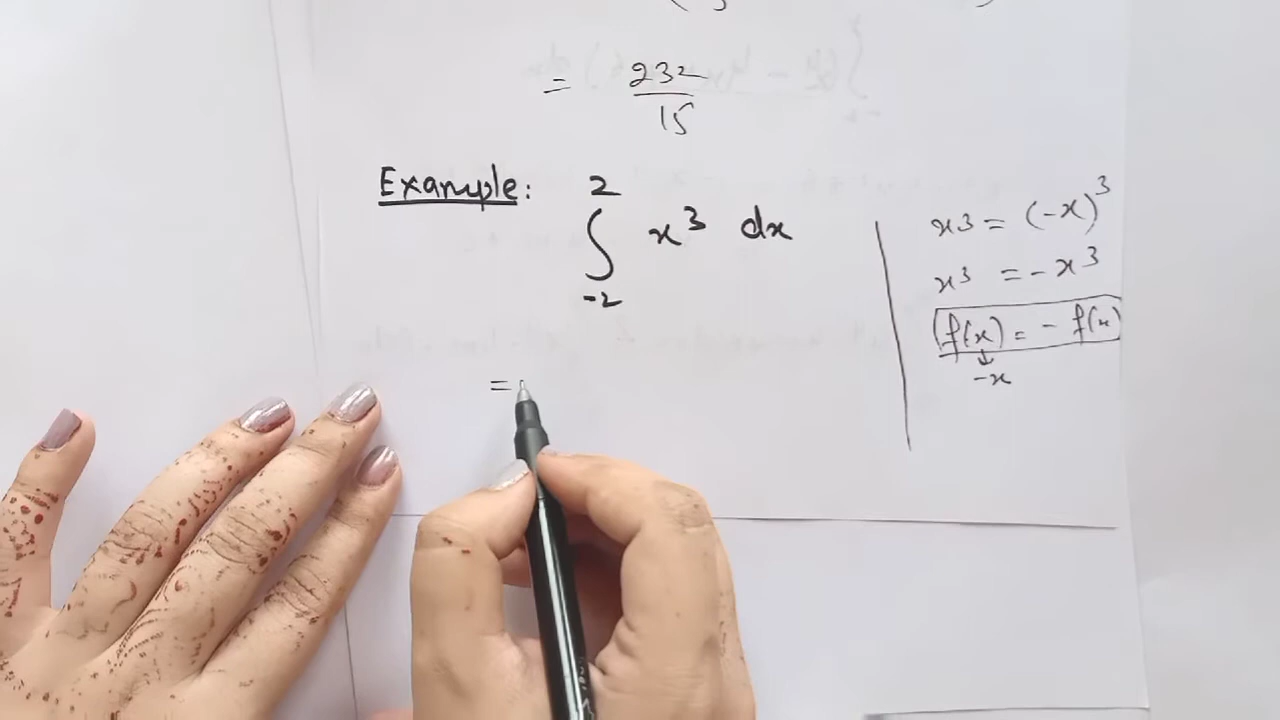 = 232/15
Example: ∫_{-2}^{2} x³ dx
=
x3 = (-x)³
x³ = -x³
f(x) = - f(x)
↓
-x